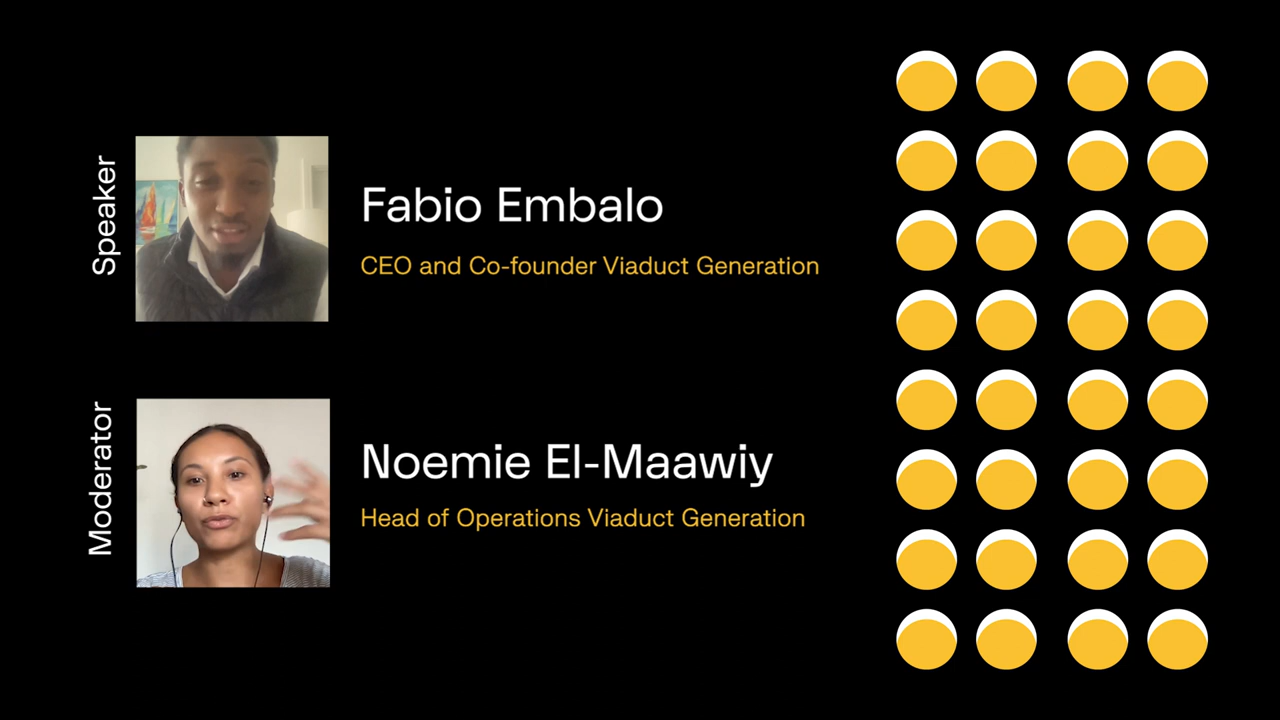 Speaker
Fabio Embalo
CEO and Co-founder Viaduct Generation
Moderator
Noemie El-Maawiy
Head of Operations Viaduct Generation